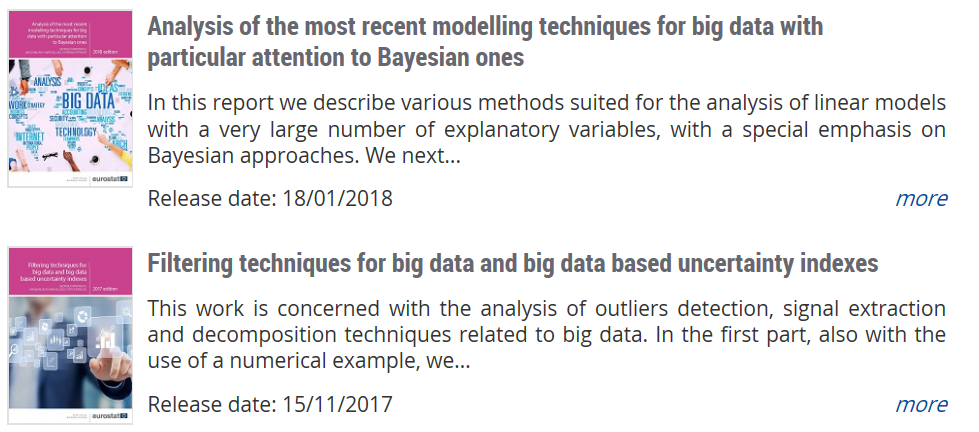 Analysis of the most recent
modelling techniques for big
data with particular attention
to Bayesian ones
2018 edition
ANALYSIS
IDEAS
WORK
STRATEGY
BIG DATA
SECURITY
TECHNOLOGY
INTERNET
TECH
eurostat
Analysis of the most recent modelling techniques for big data with
particular attention to Bayesian ones
In this report we describe various methods suited for the analysis of linear models
with a very large number of explanatory variables, with a special emphasis on
Bayesian approaches. We next...
Release date: 18/01/2018
more
Filtering techniques for
big data and big data
based uncertainty indexes
2017 edition
eurostat
Filtering techniques for big data and big data based uncertainty indexes
This work is concerned with the analysis of outliers detection, signal extraction
and decomposition techniques related to big data. In the first part, also with the
use of a numerical example, we...
Release date: 15/11/2017
more